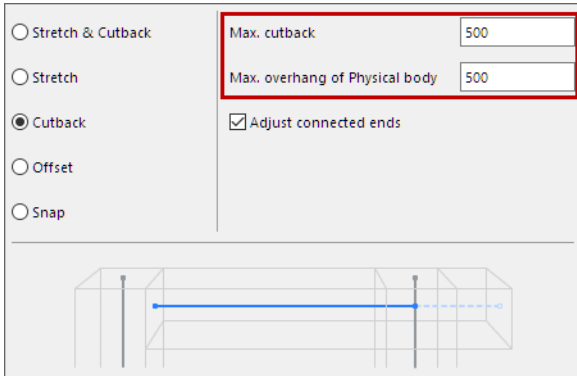 Stretch & Cutback
Max. cutback 500
Stretch
Max. overhang of Physical body 500
Cutback
Adjust connected ends
Offset
Snap